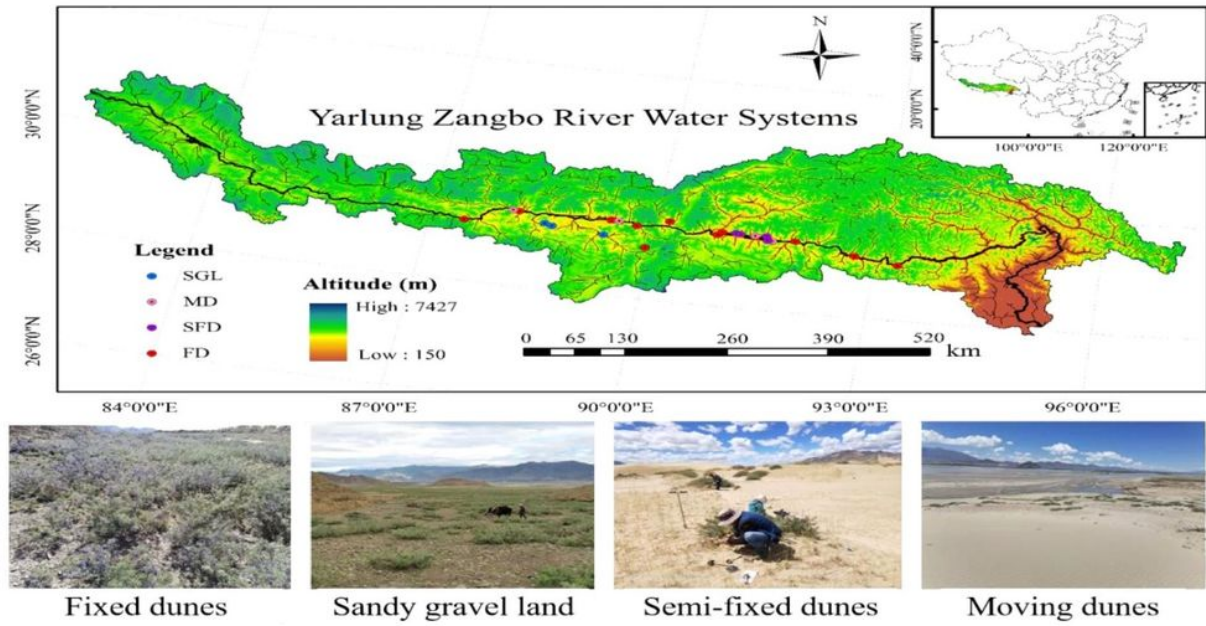 N
Yarlung Zangbo River Water Systems
40°0'0"N
20°0'0"N
100°0'0"E
120°0'0"E
30°0'0"N
28°0'0"N
26°0'0"N
Legend
SGL
MD
SFD
FD
Altitude (m)
High : 7427
Low : 150
0 65 130 260 390 520
km
84°0'0"E 87°0'0"E 90°0'0"E 93°0'0"E 96°0'0"E
Fixed dunes Sandy gravel land Semi-fixed dunes Moving dunes